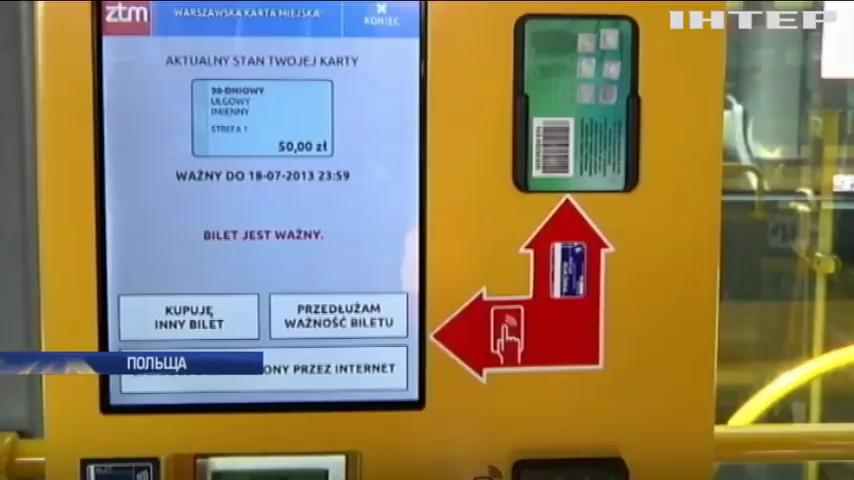 ІНТЕР
ztm
WARSZAWSKA KARTA MIEJSKA
KONIEC
AKTUALNY STAN TWOJEJ KARTY
30-DNIOWY
ULGOWY
IMIENNY
STREFA 1
50,00 zł
WAŻNY DO 18-07-2013 23:59
BILET JEST WAŻNY.
KUPUJĘ
INNY BILET
PRZEDŁUŻAM
WAŻNOŚĆ BILETU
ONY PRZEZ INTERNET
ПОЛЬЩА